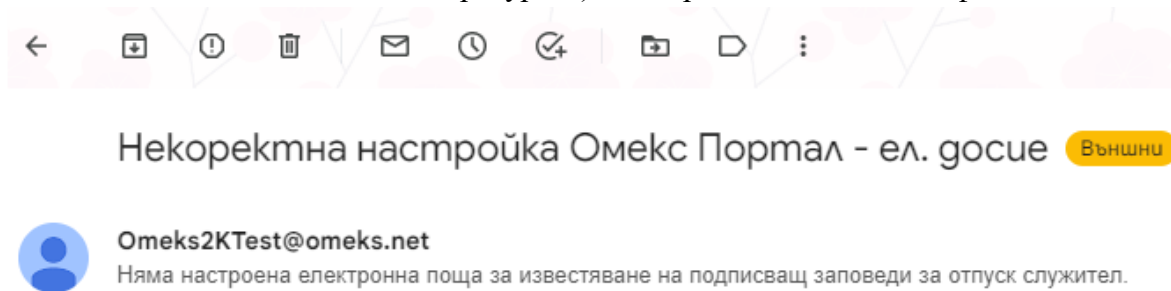 Некоректна настройка Омекс Портал - ел. досие Външни
Omeks2KTest@omeks.net
Няма настроена електронна поща за известяване на подписващ заповеди за отпуск служител.